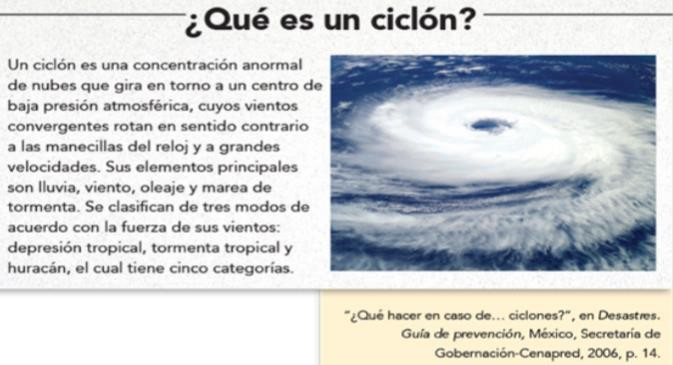 ¿Qué es un ciclón?
Un ciclón es una concentración anormal
de nubes que gira en torno a un centro de
baja presión atmosférica, cuyos vientos
convergentes rotan en sentido contrario
a las manecillas del reloj y a grandes
velocidades. Sus elementos principales
son lluvia, viento, oleaje y marea de
tormenta. Se clasifican de tres modos de
acuerdo con la fuerza de sus vientos:
depresión tropical, tormenta tropical y
huracán, el cual tiene cinco categorías.
“¿Qué hacer en caso de... ciclones?”, en Desastres.
Guía de prevención, México, Secretaría de
Gobernación-Cenapred, 2006, p. 14.